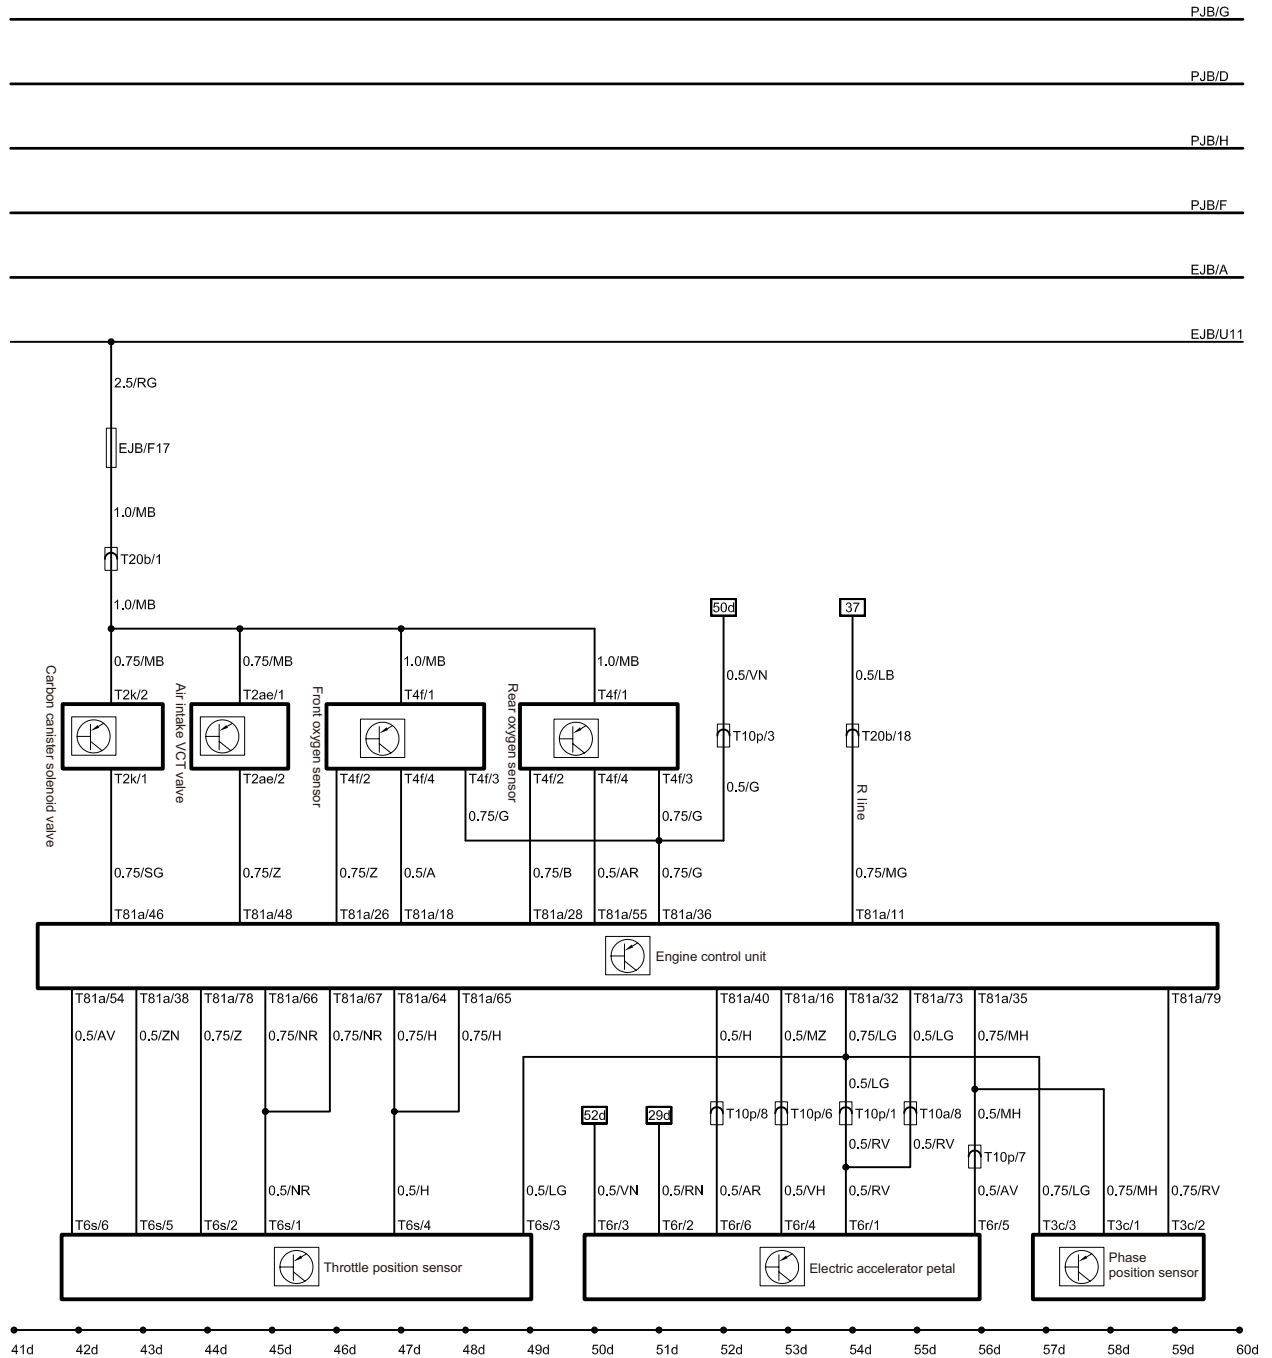 PJB/G
PJB/D
PJB/H
PJB/F
EJB/A
EJB/U11
2.5/RG
EJB/F17
1.0/MB
T20b/1
1.0/MB
50d
37
0.75/MB
0.75/MB
1.0/MB
1.0/MB
0.5/VN
0.5/LB
Carbon canister solenoid valve
Air intake VCT valve
Front oxygen sensor
Rear oxygen sensor
T2k/2
T2ae/1
T4f/1
T4f/1
T10p/3
T20b/18
T2k/1
T2ae/2
T4f/2
T4f/4
T4f/3
T4f/2
T4f/4
T4f/3
0.5/G
R line
0.75/G
0.75/G
0.75/SG
0.75/Z
0.75/Z
0.5/A
0.75/B
0.5/AR
0.75/G
0.75/MG
T81a/46
T81a/48
T81a/26
T81a/18
T81a/28
T81a/55
T81a/36
T81a/11
Engine control unit
T81a/54
T81a/38
T81a/78
T81a/66
T81a/67
T81a/64
T81a/65
T81a/40
T81a/16
T81a/32
T81a/73
T81a/35
T81a/79
0.5/AV
0.5/ZN
0.75/Z
0.75/NR
0.75/NR
0.75/H
0.75/H
0.5/H
0.5/MZ
0.75/LG
0.5/LG
0.75/MH
0.5/LG
52d
29d
T10p/8
T10p/6
T10p/1
T10a/8
0.5/MH
0.5/RV
0.5/RV
T10p/7
0.5/NR
0.5/H
0.5/LG
0.5/VN
0.5/RN
0.5/AR
0.5/VH
0.5/RV
0.5/AV
0.75/LG
0.75/MH
0.75/RV
T6s/6
T6s/5
T6s/2
T6s/1
T6s/4
T6s/3
T6r/3
T6r/2
T6r/6
T6r/4
T6r/1
T6r/5
T3c/3
T3c/1
T3c/2
Throttle position sensor
Electric accelerator petal
Phase
position sensor
41d
42d
43d
44d
45d
46d
47d
48d
49d
50d
51d
52d
53d
54d
55d
56d
57d
58d
59d
60d